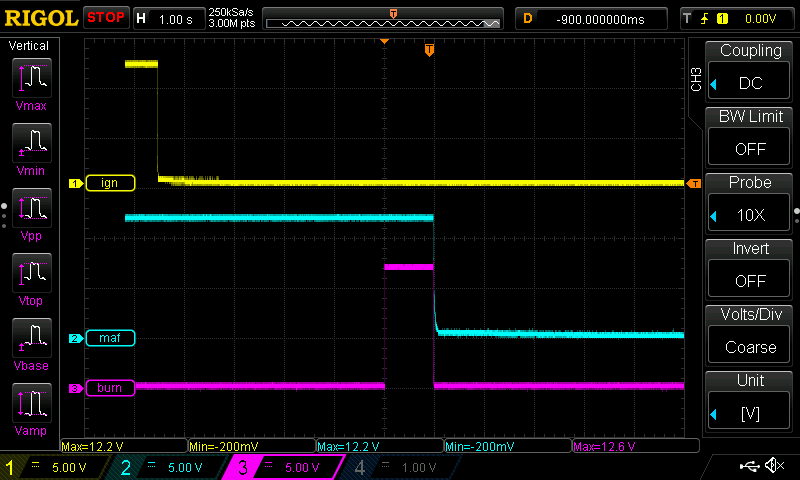 RIGOL STOP H 1.00 s 250kSa/s 3.00M pts T D -900.000000ms T 1 0.00V
Vertical
Vmax
Vmin
Vpp
Vtop
Vbase
Vamp
T
1 ign
T
2 maf
3 burn
CH3
Coupling
DC
BW Limit
OFF
Probe
10X
Invert
OFF
Volts/Div
Coarse
Unit
[V]
Max=12.2 V Min=-200mV Max=12.2 V Min=-200mV Max=12.6 V
1 5.00 V 2 5.00 V 3 5.00 V 4 1.00 V